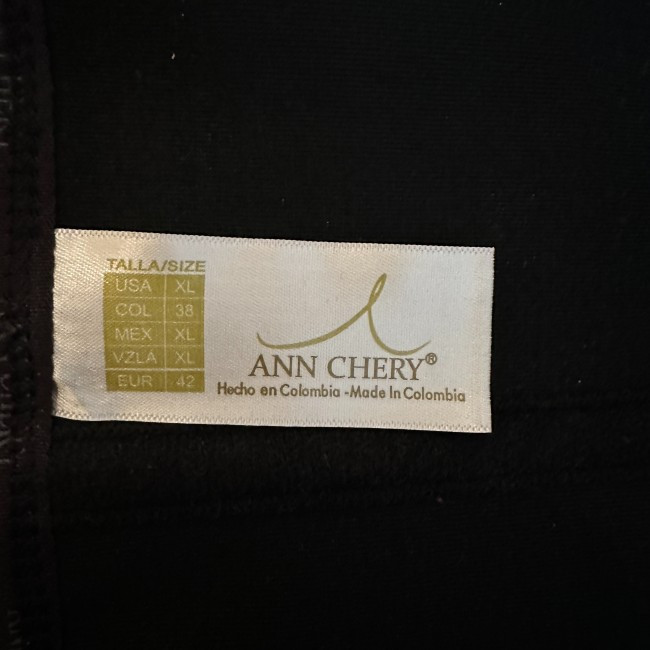 TALLA/SIZE
USA XL
COL 38
MEX XL
VZLA XL
EUR 42
ANN CHERY®
Hecho en Colombia -Made In Colombia